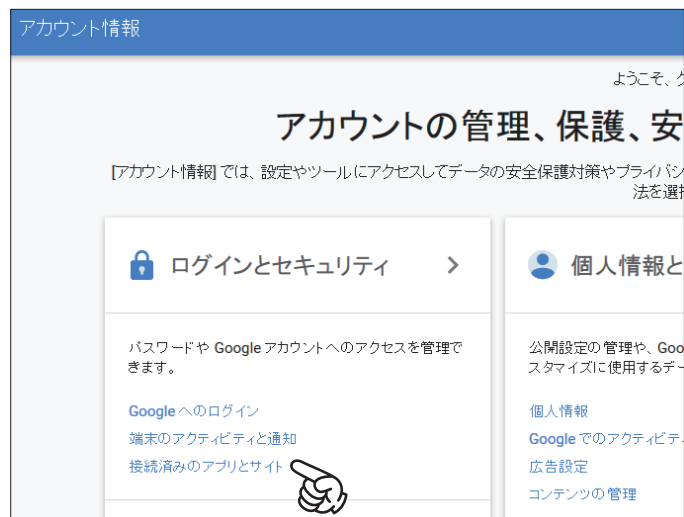 アカウント情報
ようこそ、
アカウントの管理、保護、安
[アカウント情報] では、設定やツールにアクセスしてデータの安全保護対策やプライバシ
法を選
ログインとセキュリティ
個人情報と
パスワードや Google アカウントへのアクセスを管理で
きます。
Google へのログイン
端末のアクティビティと通知
接続済みのアプリとサイト
公開設定の管理や、Goo
スタマイズに使用するデー
個人情報
Google でのアクティビテ
広告設定
コンテンツの管理